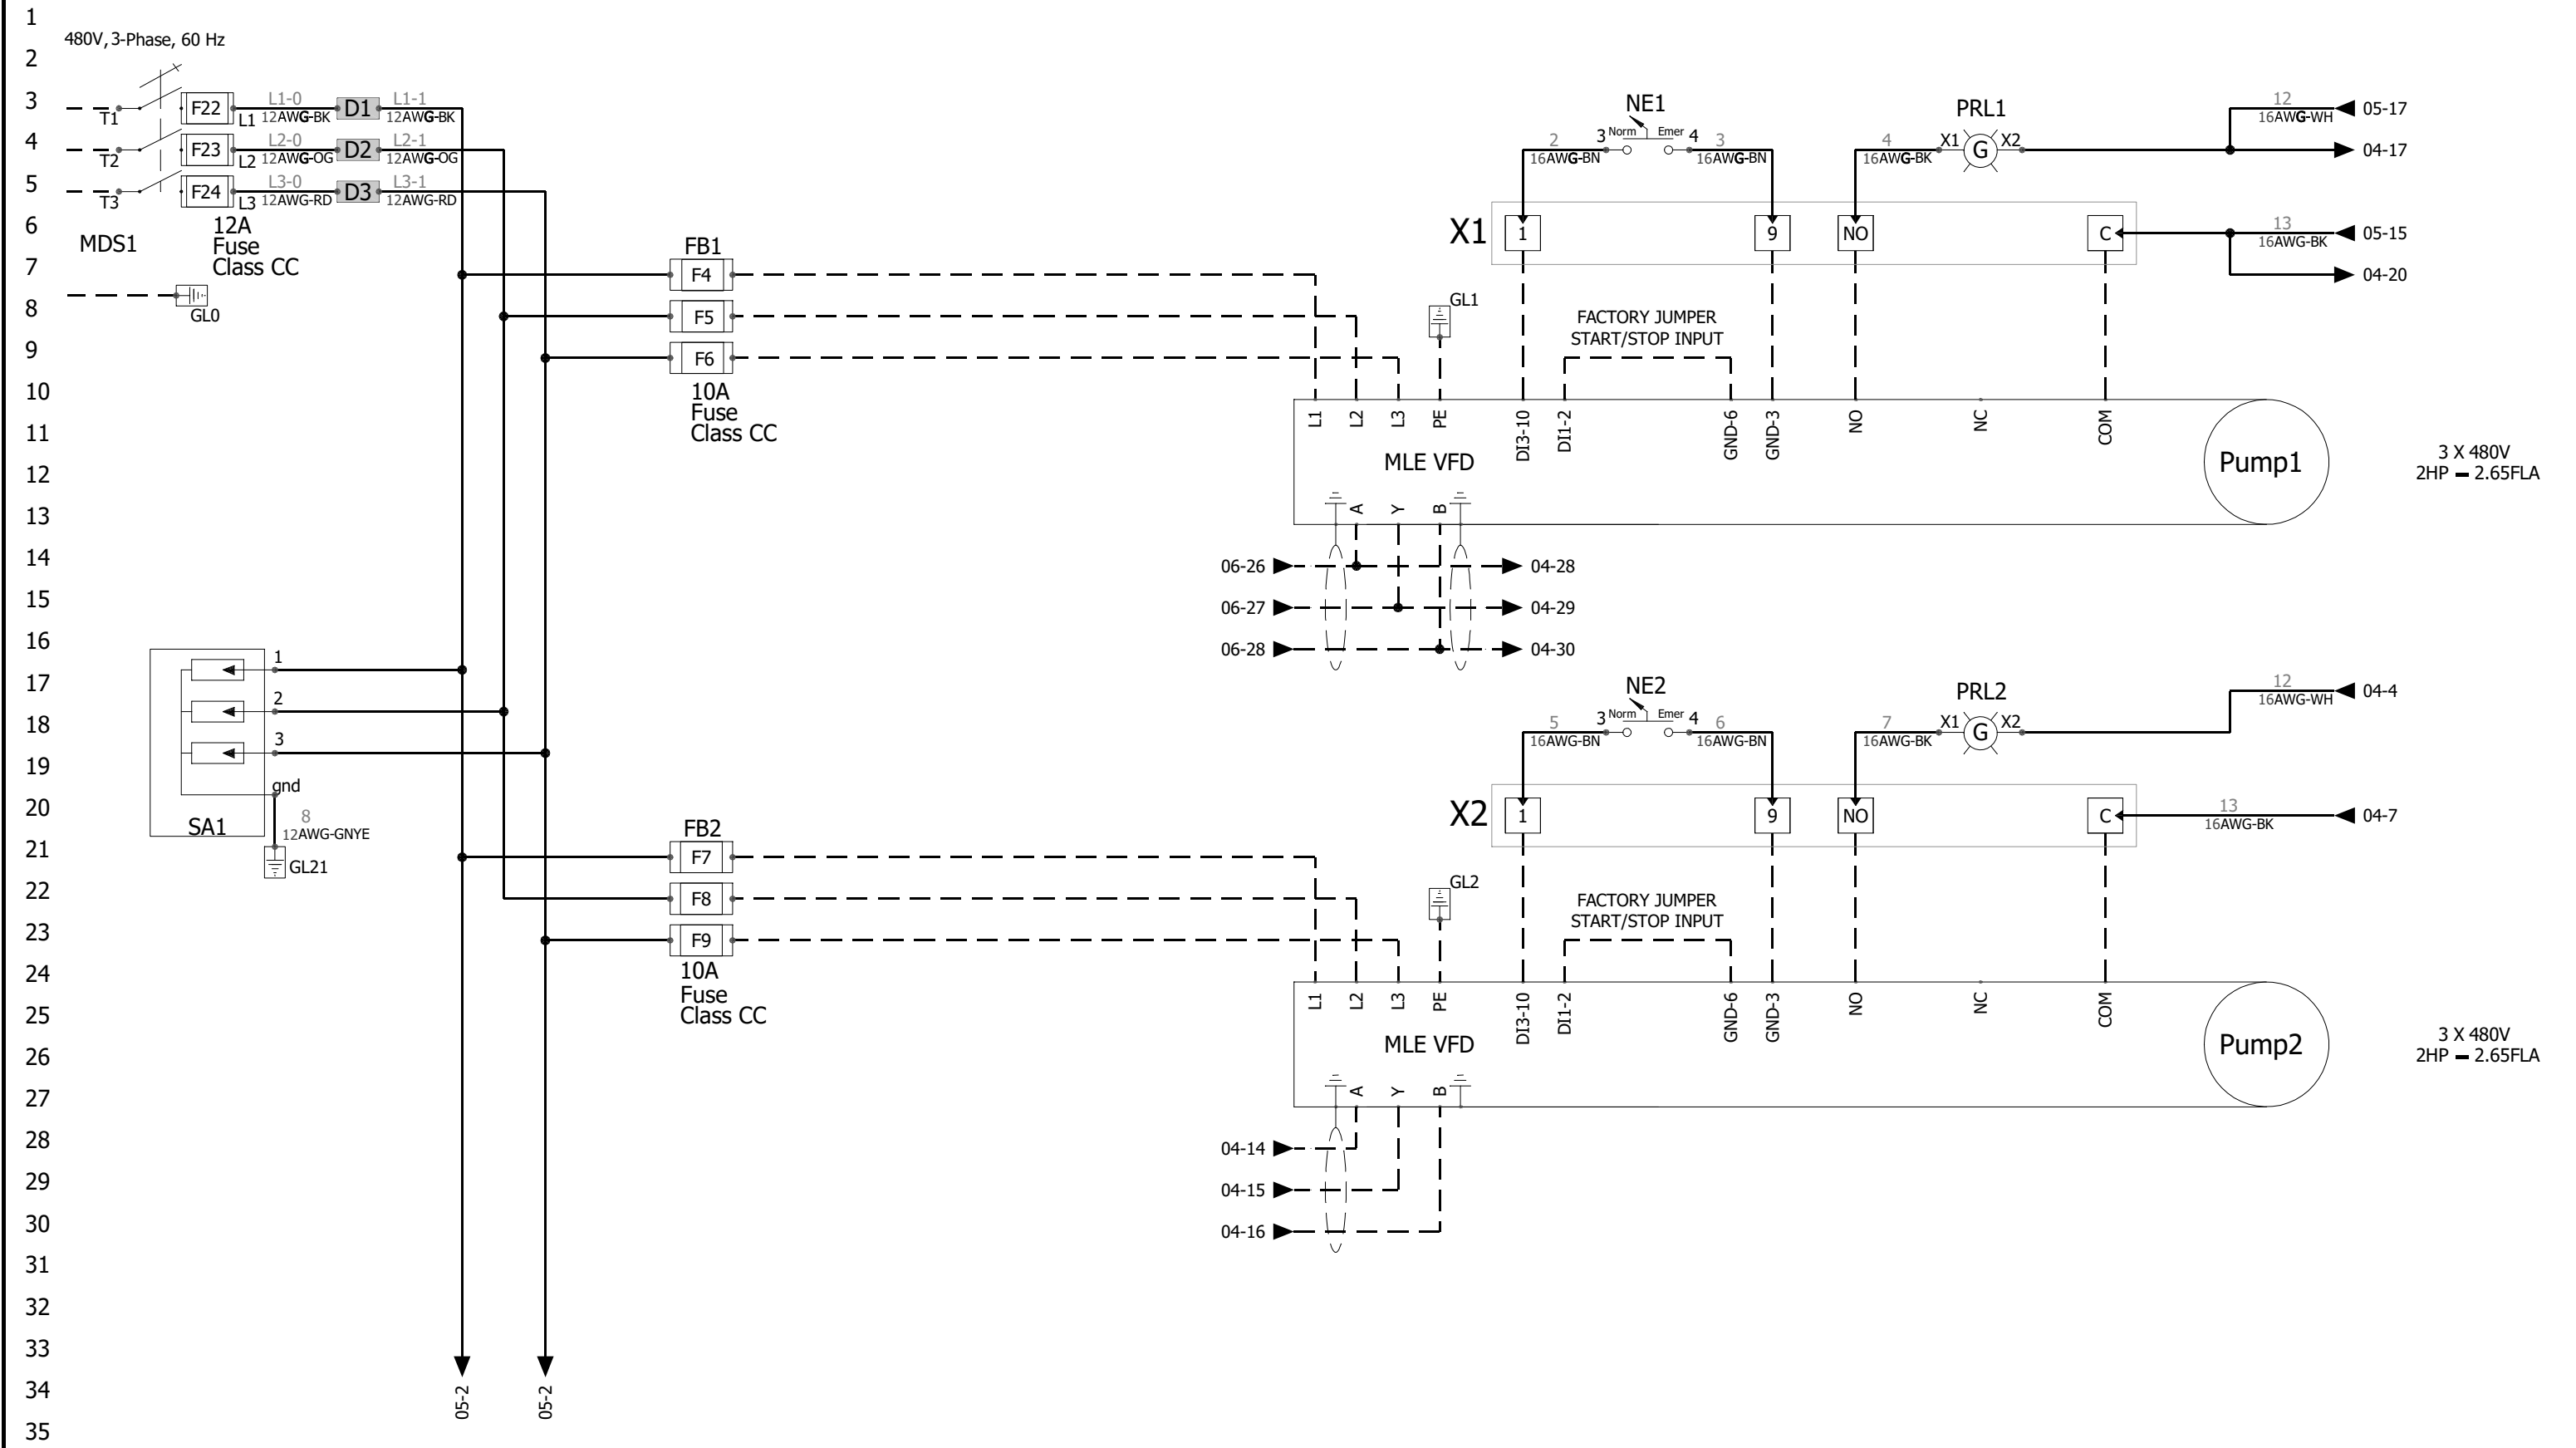 1
480V, 3-Phase, 60 Hz
2
3
T1
F22
L1
L1-0
12AWG-BK
D1
L1-1
12AWG-BK
NE1
2
16AWG-BN
3
Norm
Emer
4
3
16AWG-BN
PRL1
4
16AWG-BK
X1
G
X2
12
16AWG-WH
05-17
4
T2
F23
L2
L2-0
12AWG-OG
D2
L2-1
12AWG-OG
04-17
5
T3
F24
L3
L3-0
12AWG-RD
D3
L3-1
12AWG-RD
6
MDS1
12A
Fuse
Class CC
X1
1
9
NO
C
13
16AWG-BK
05-15
7
FB1
F4
04-20
8
GL0
F5
GL1
FACTORY JUMPER
START/STOP INPUT
9
F6
10
10A
Fuse
Class CC
11
L1
L2
L3
PE
DI3-10
DI1-2
GND-6
GND-3
NO
NC
COM
12
MLE VFD
Pump1
3 X 480V
2HP = 2.65FLA
13
A
Y
B
14
06-26
04-28
15
06-27
04-29
16
06-28
04-30
17
1
NE2
PRL2
12
16AWG-WH
04-4
18
2
5
16AWG-BN
3
Norm
Emer
4
6
16AWG-BN
7
16AWG-BK
X1
G
X2
19
3
20
gnd
SA1
8
12AWG-GNYE
X2
1
9
NO
C
13
16AWG-BK
04-7
21
GL21
FB2
F7
22
F8
GL2
FACTORY JUMPER
START/STOP INPUT
23
F9
24
10A
Fuse
Class CC
25
L1
L2
L3
PE
DI3-10
DI1-2
GND-6
GND-3
NO
NC
COM
26
MLE VFD
Pump2
3 X 480V
2HP = 2.65FLA
27
A
Y
B
28
04-14
29
04-15
30
04-16
31
32
33
34
05-2
05-2
35